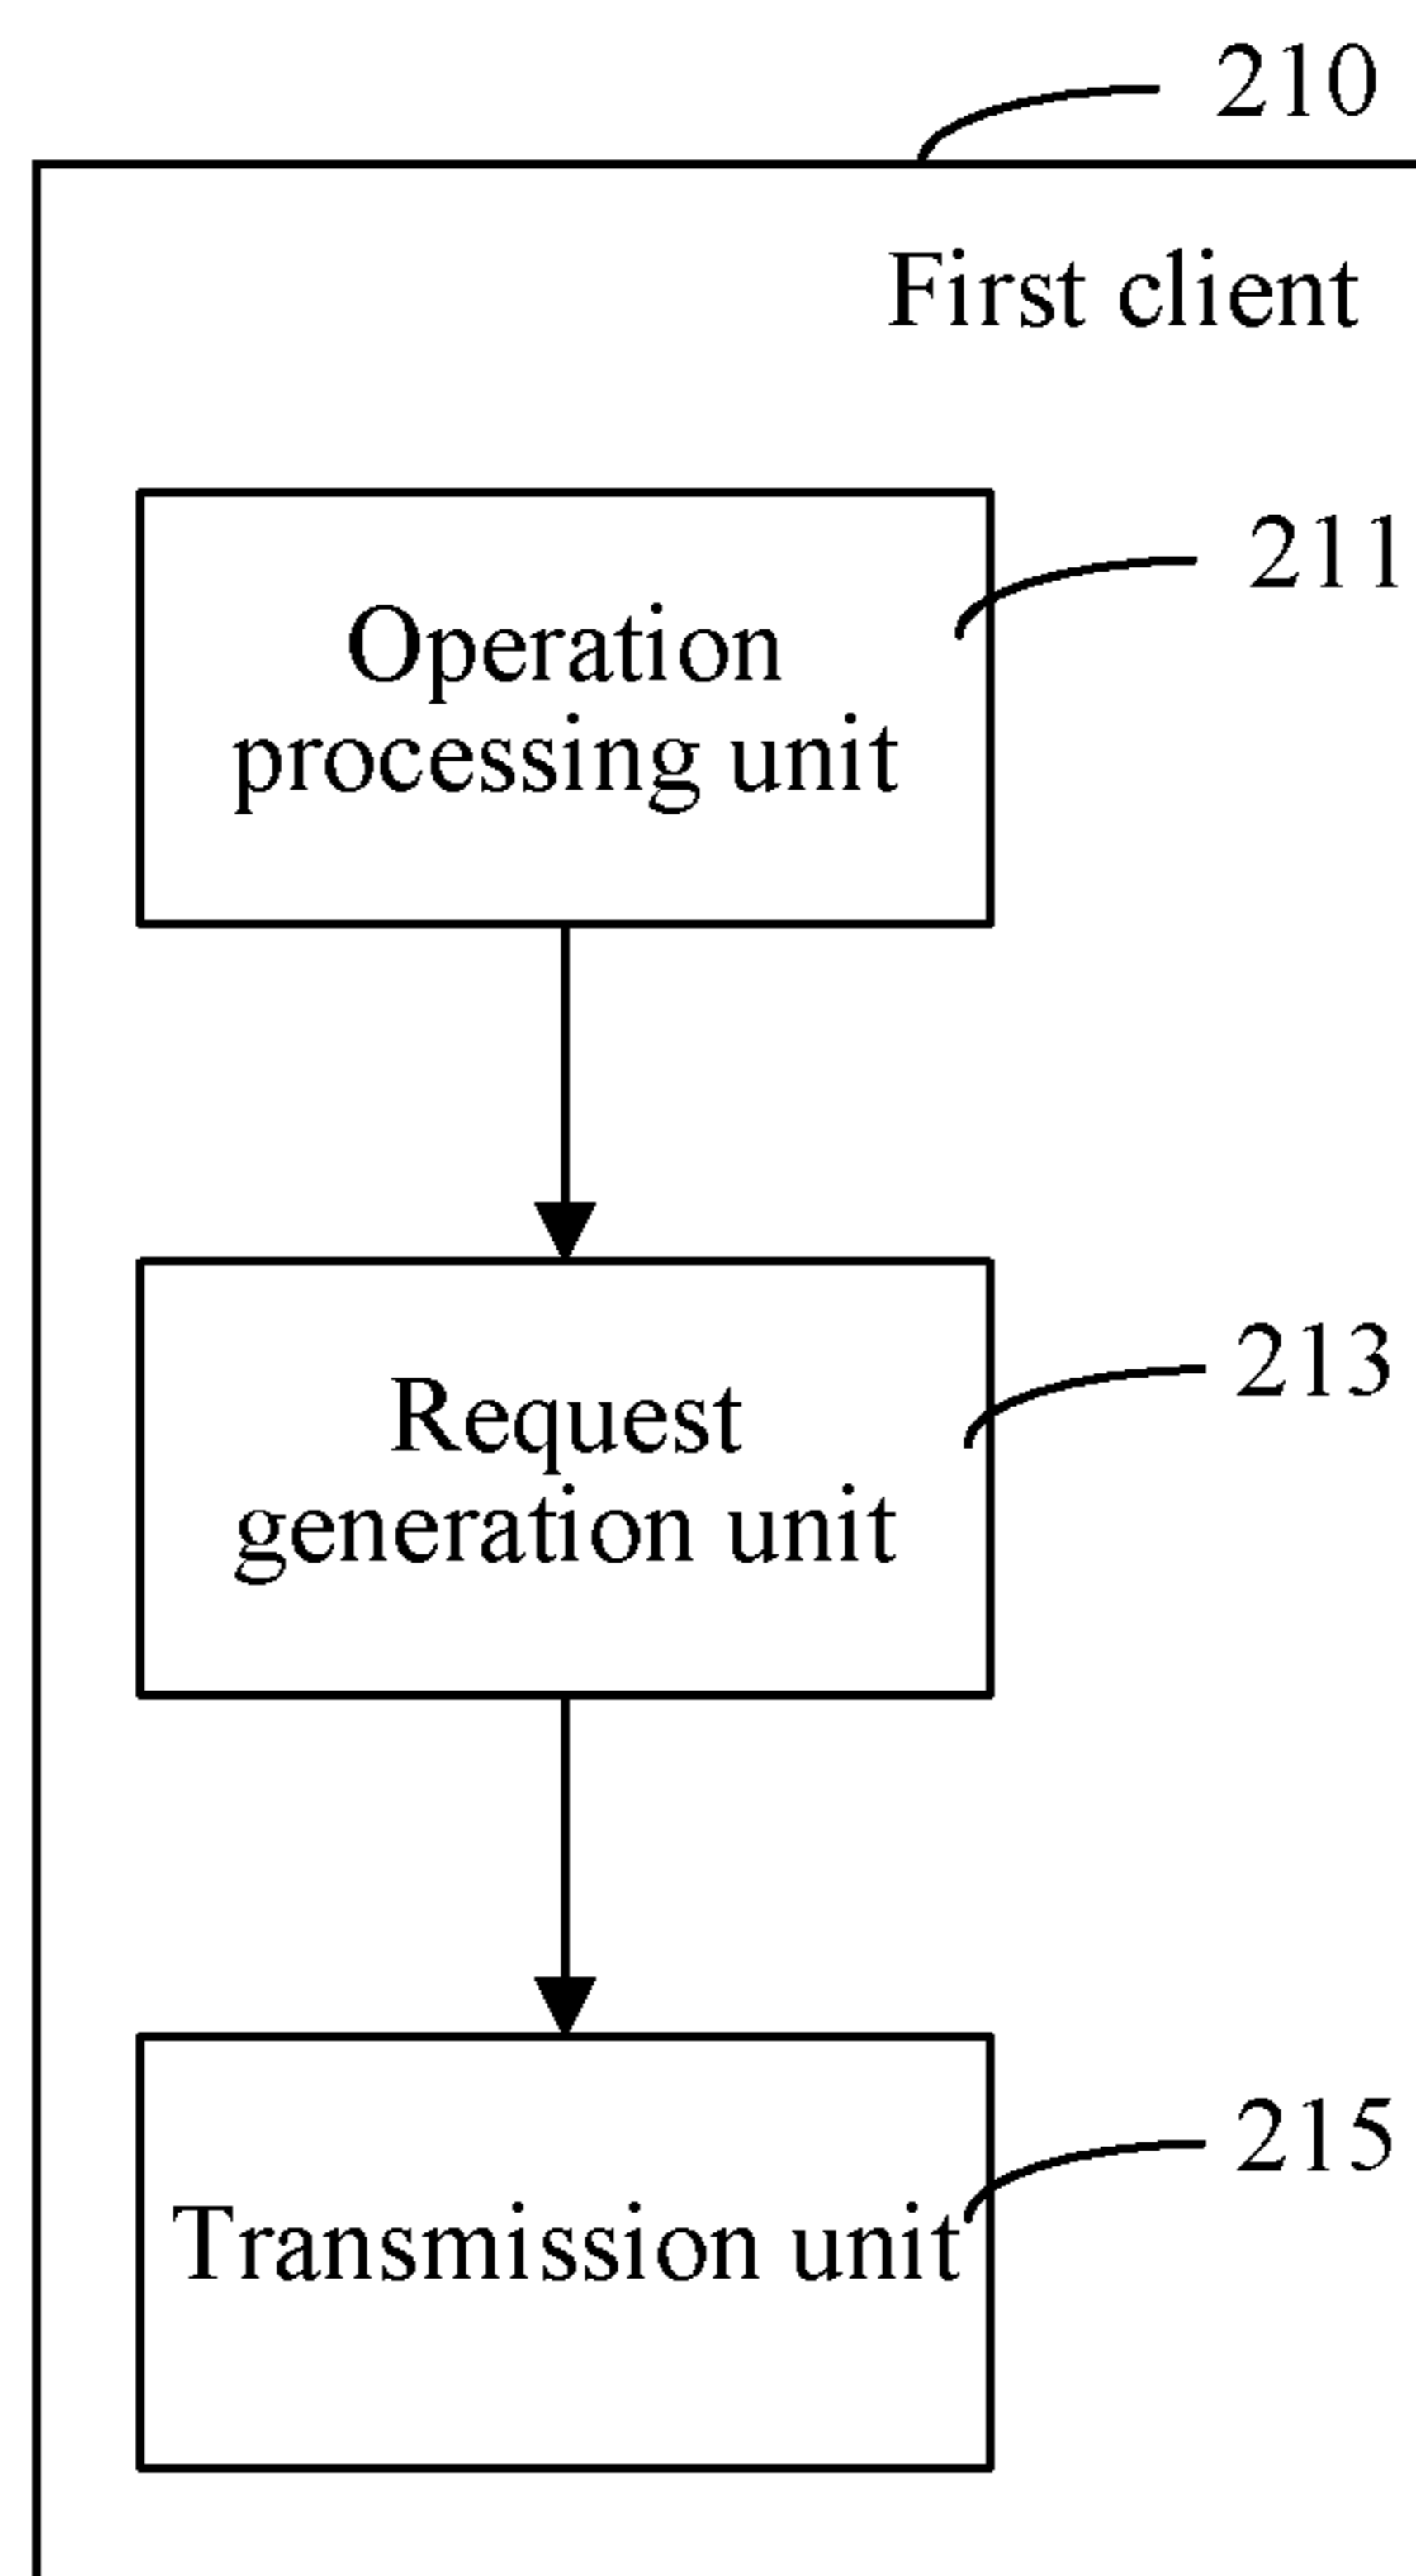 210
First client
211
Operation
processing unit
213
Request
generation unit
215
Transmission unit